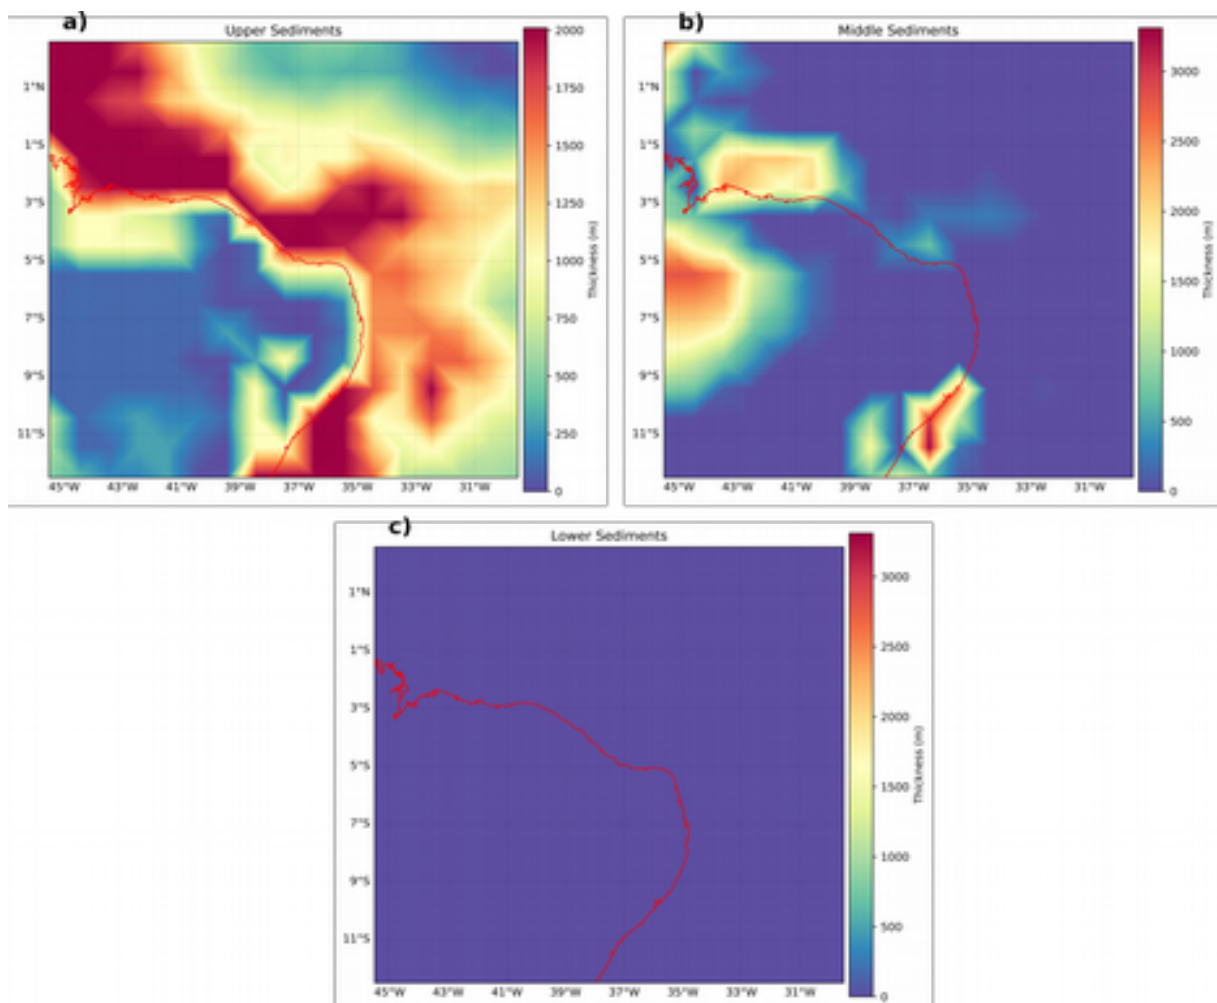 a)
Upper Sediments
1°N
1°S
3°S
5°S
7°S
9°S
11°S
45°W 43°W 41°W 39°W 37°W 35°W 33°W 31°W
2000
1750
1500
1250
1000
750
500
250
0
Thickness (m)
b)
Middle Sediments
1°N
1°S
3°S
5°S
7°S
9°S
11°S
45°W 43°W 41°W 39°W 37°W 35°W 33°W 31°W
3000
2500
2000
1500
1000
500
0
Thickness (m)
c)
Lower Sediments
1°N
1°S
3°S
5°S
7°S
9°S
11°S
45°W 43°W 41°W 39°W 37°W 35°W 33°W 31°W
3000
2500
2000
1500
1000
500
0
Thickness (m)